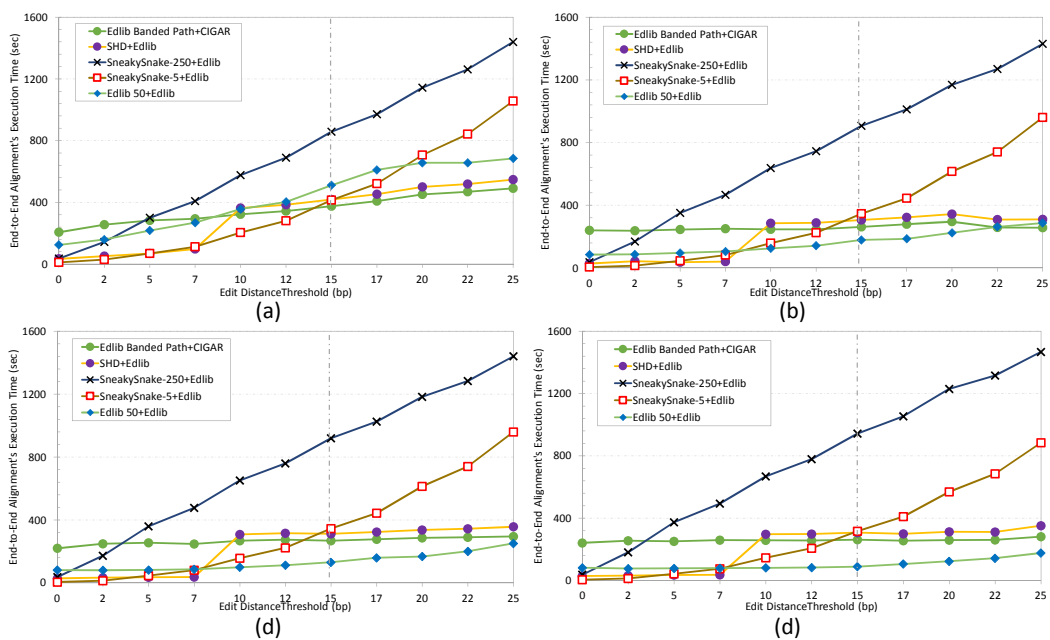 1600
1200
800
400
0
End-to-End Alignment's Execution Time (sec)
Edlib Banded Path+CIGAR
SHD+Edlib
SneakySnake-250+Edlib
SneakySnake-5+Edlib
Edlib 50+Edlib
0 2 5 7 10 12 15 17 20 22 25
Edit DistanceThreshold (bp)
(a)
1600
1200
800
400
0
End-to-End Alignment's Execution Time (sec)
Edlib Banded Path+CIGAR
SHD+Edlib
SneakySnake-250+Edlib
SneakySnake-5+Edlib
Edlib 50+Edlib
0 2 5 7 10 12 15 17 20 22 25
Edit DistanceThreshold (bp)
(b)
1600
1200
800
400
0
End-to-End Alignment's Execution Time (sec)
Edlib Banded Path+CIGAR
SHD+Edlib
SneakySnake-250+Edlib
SneakySnake-5+Edlib
Edlib 50+Edlib
0 2 5 7 10 12 15 17 20 22 25
Edit DistanceThreshold (bp)
(d)
1600
1200
800
400
0
End-to-End Alignment's Execution Time (sec)
Edlib Banded Path+CIGAR
SHD+Edlib
SneakySnake-250+Edlib
SneakySnake-5+Edlib
Edlib 50+Edlib
0 2 5 7 10 12 15 17 20 22 25
Edit DistanceThreshold (bp)
(d)